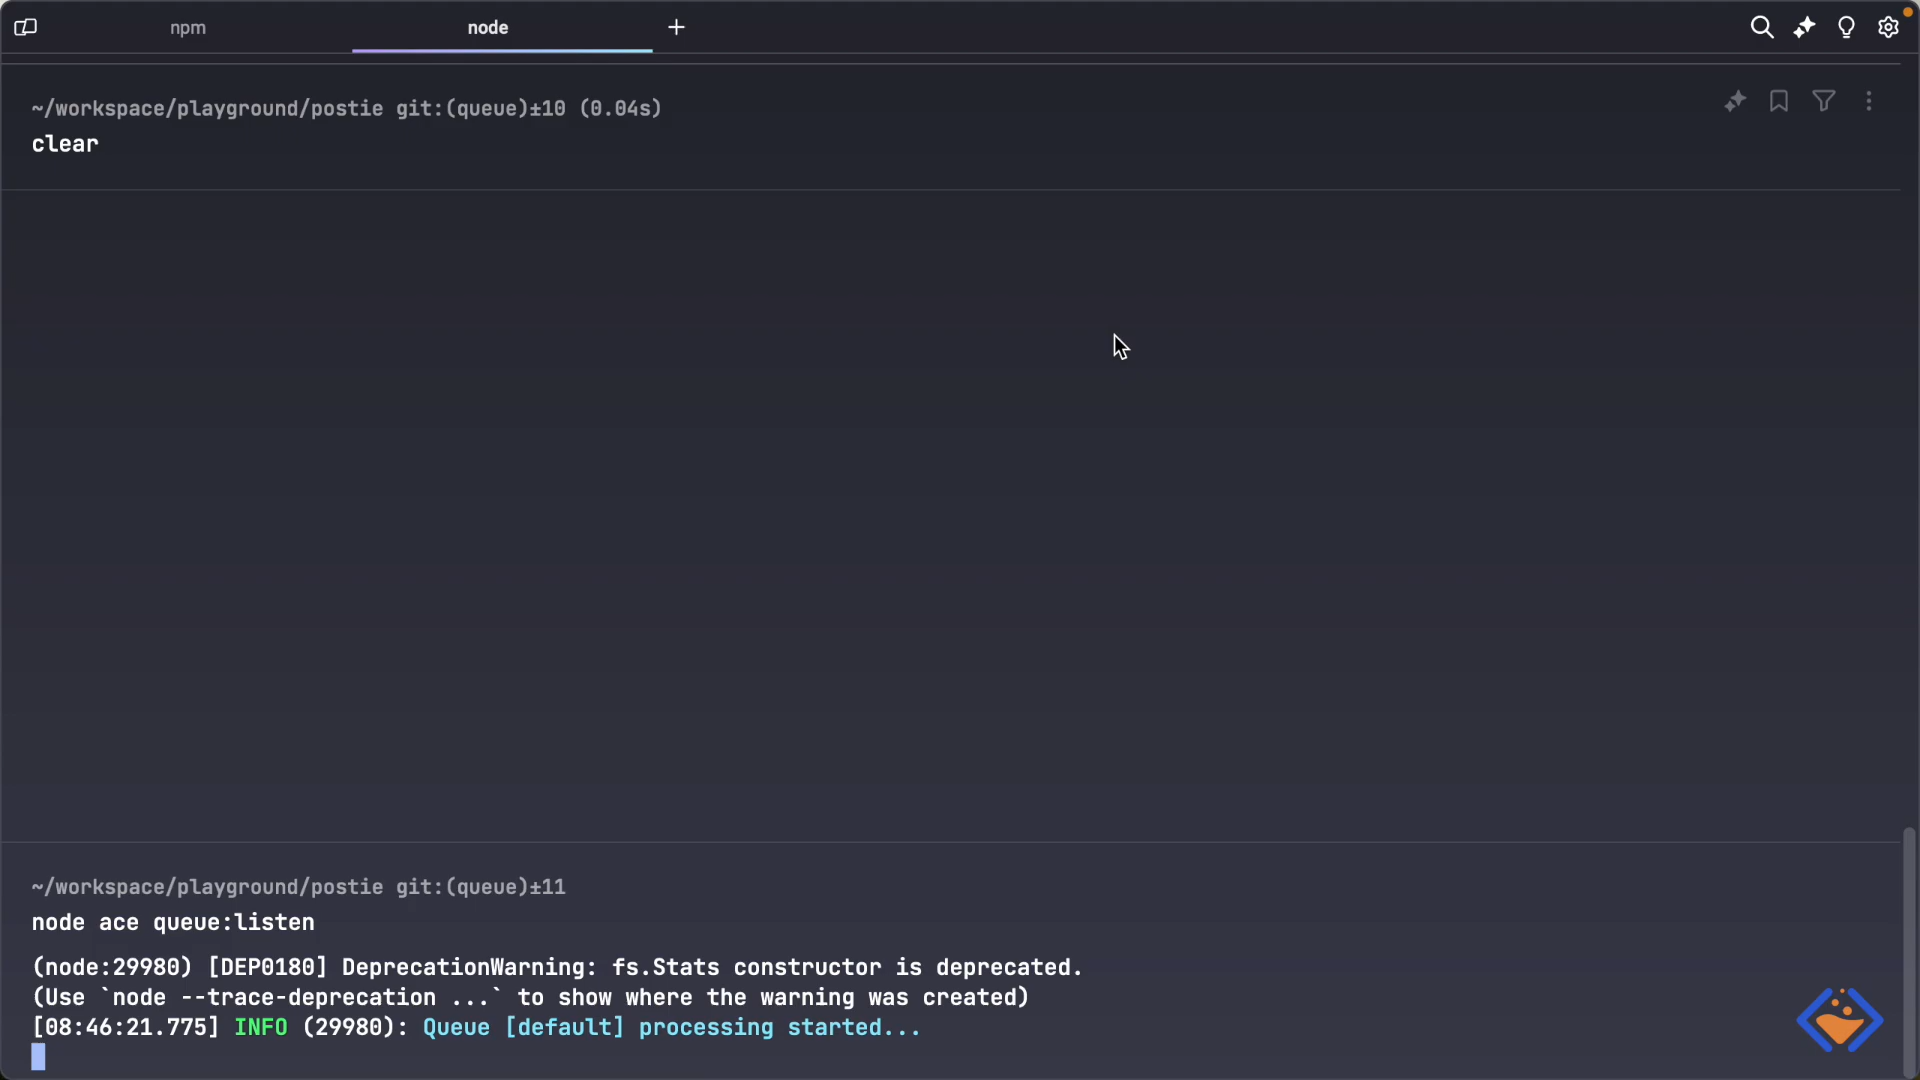 npm
node
~/workspace/playground/postie git:(queue)±10 (0.04s)
clear
~/workspace/playground/postie git:(queue)±11
node ace queue:listen
(node:29980) [DEP0180] DeprecationWarning: fs.Stats constructor is deprecated.
(Use `node --trace-deprecation ...` to show where the warning was created)
[08:46:21.775] INFO (29980): Queue [default] processing started...